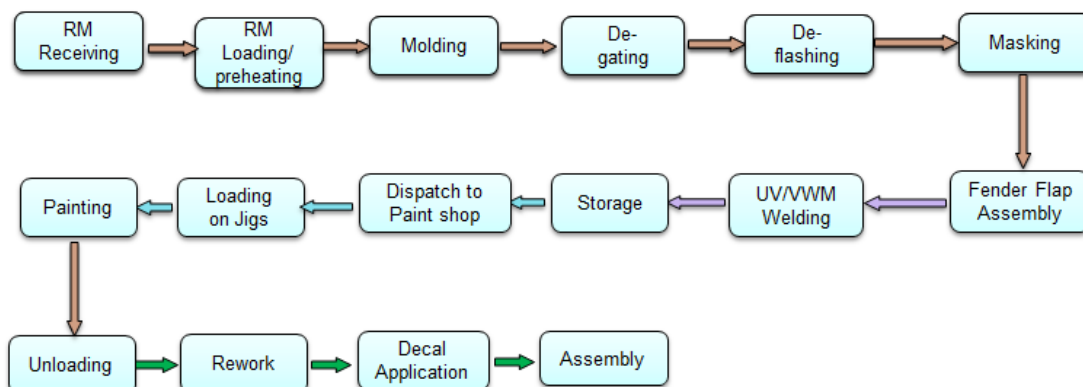 RM
Receiving
RM
Loading/
preheating
Molding
De-
gating
De-
flashing
Masking
Painting
Loading
on Jigs
Dispatch to
Paint shop
Storage
UV/VWM
Welding
Fender Flap
Assembly
Unloading
Rework
Decal
Application
Assembly